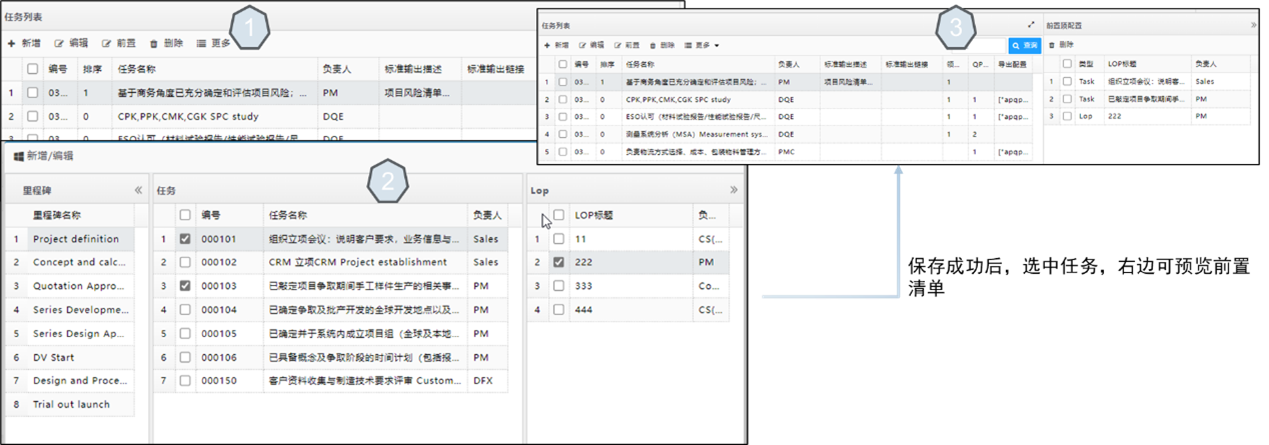 任务列表
1
新增 编辑 前置 删除 更多
编号 排序 任务名称 负责人 标准输出描述 标准输出链接
1 03... 1 基于商务角度已充分确定和评估项目风险；... PM 项目风险清单...
2 03... 0 CPK,PPK,CMK,CGK SPC study DQE
3 03... 0 ESO认可（材料试验报告/性能试验报告/尺... DQE
新增/编辑
2
里程碑
里程碑名称
1 Project definition
2 Concept and calc...
3 Quotation Appro...
4 Series Developme...
5 Series Design Ap...
6 DV Start
7 Design and Proce...
8 Trial out launch
任务
编号 任务名称 负责人
1 000101 组织立项会议：说明客户要求，业务信息与... Sales
2 000102 CRM 立项CRM Project establishment Sales
3 000103 已敲定项目争取期间手工样件生产的相关事... PM
4 000104 已确定争取及批产开发的全球开发地点以及... PM
5 000105 已确定并于系统内成立项目组（全球及本地... PM
6 000106 已具备概念及争取阶段的时间计划（包括报... PM
7 000150 客户资料收集与制造技术要求评审 Custom... DFX
Lop
LOP标题 负...
1 11 CS(...
2 222 PM
3 333 Co...
4 444 CS(...
任务列表
3
新增 编辑 前置 删除 更多
查询
编号 排序 任务名称 负责人 标准输出描述 标准输出链接 QP... 导出配置
1 03... 1 基于商务角度已充分确定和评估项目风险；... PM 项目风险清单... 1
2 03... 0 CPK,PPK,CMK,CGK SPC study DQE 1 1 ["apqp...
3 03... 0 ESO认可（材料试验报告/性能试验报告/尺... DQE 1 1 ["apqp...
4 03... 0 测量系统分析（MSA）Measurement sys... DQE 1 2
5 03... 0 负责物流方式选择、成本、包装物料管理方... PMC 1 ["apqp...
前置项配置
删除
类型 LOP标题 负责人
1 Task 组织立项会议：说明客... Sales
2 Task 已敲定项目争取期间手... PM
3 Lop 222 PM
保存成功后，选中任务，右边可预览前置
清单